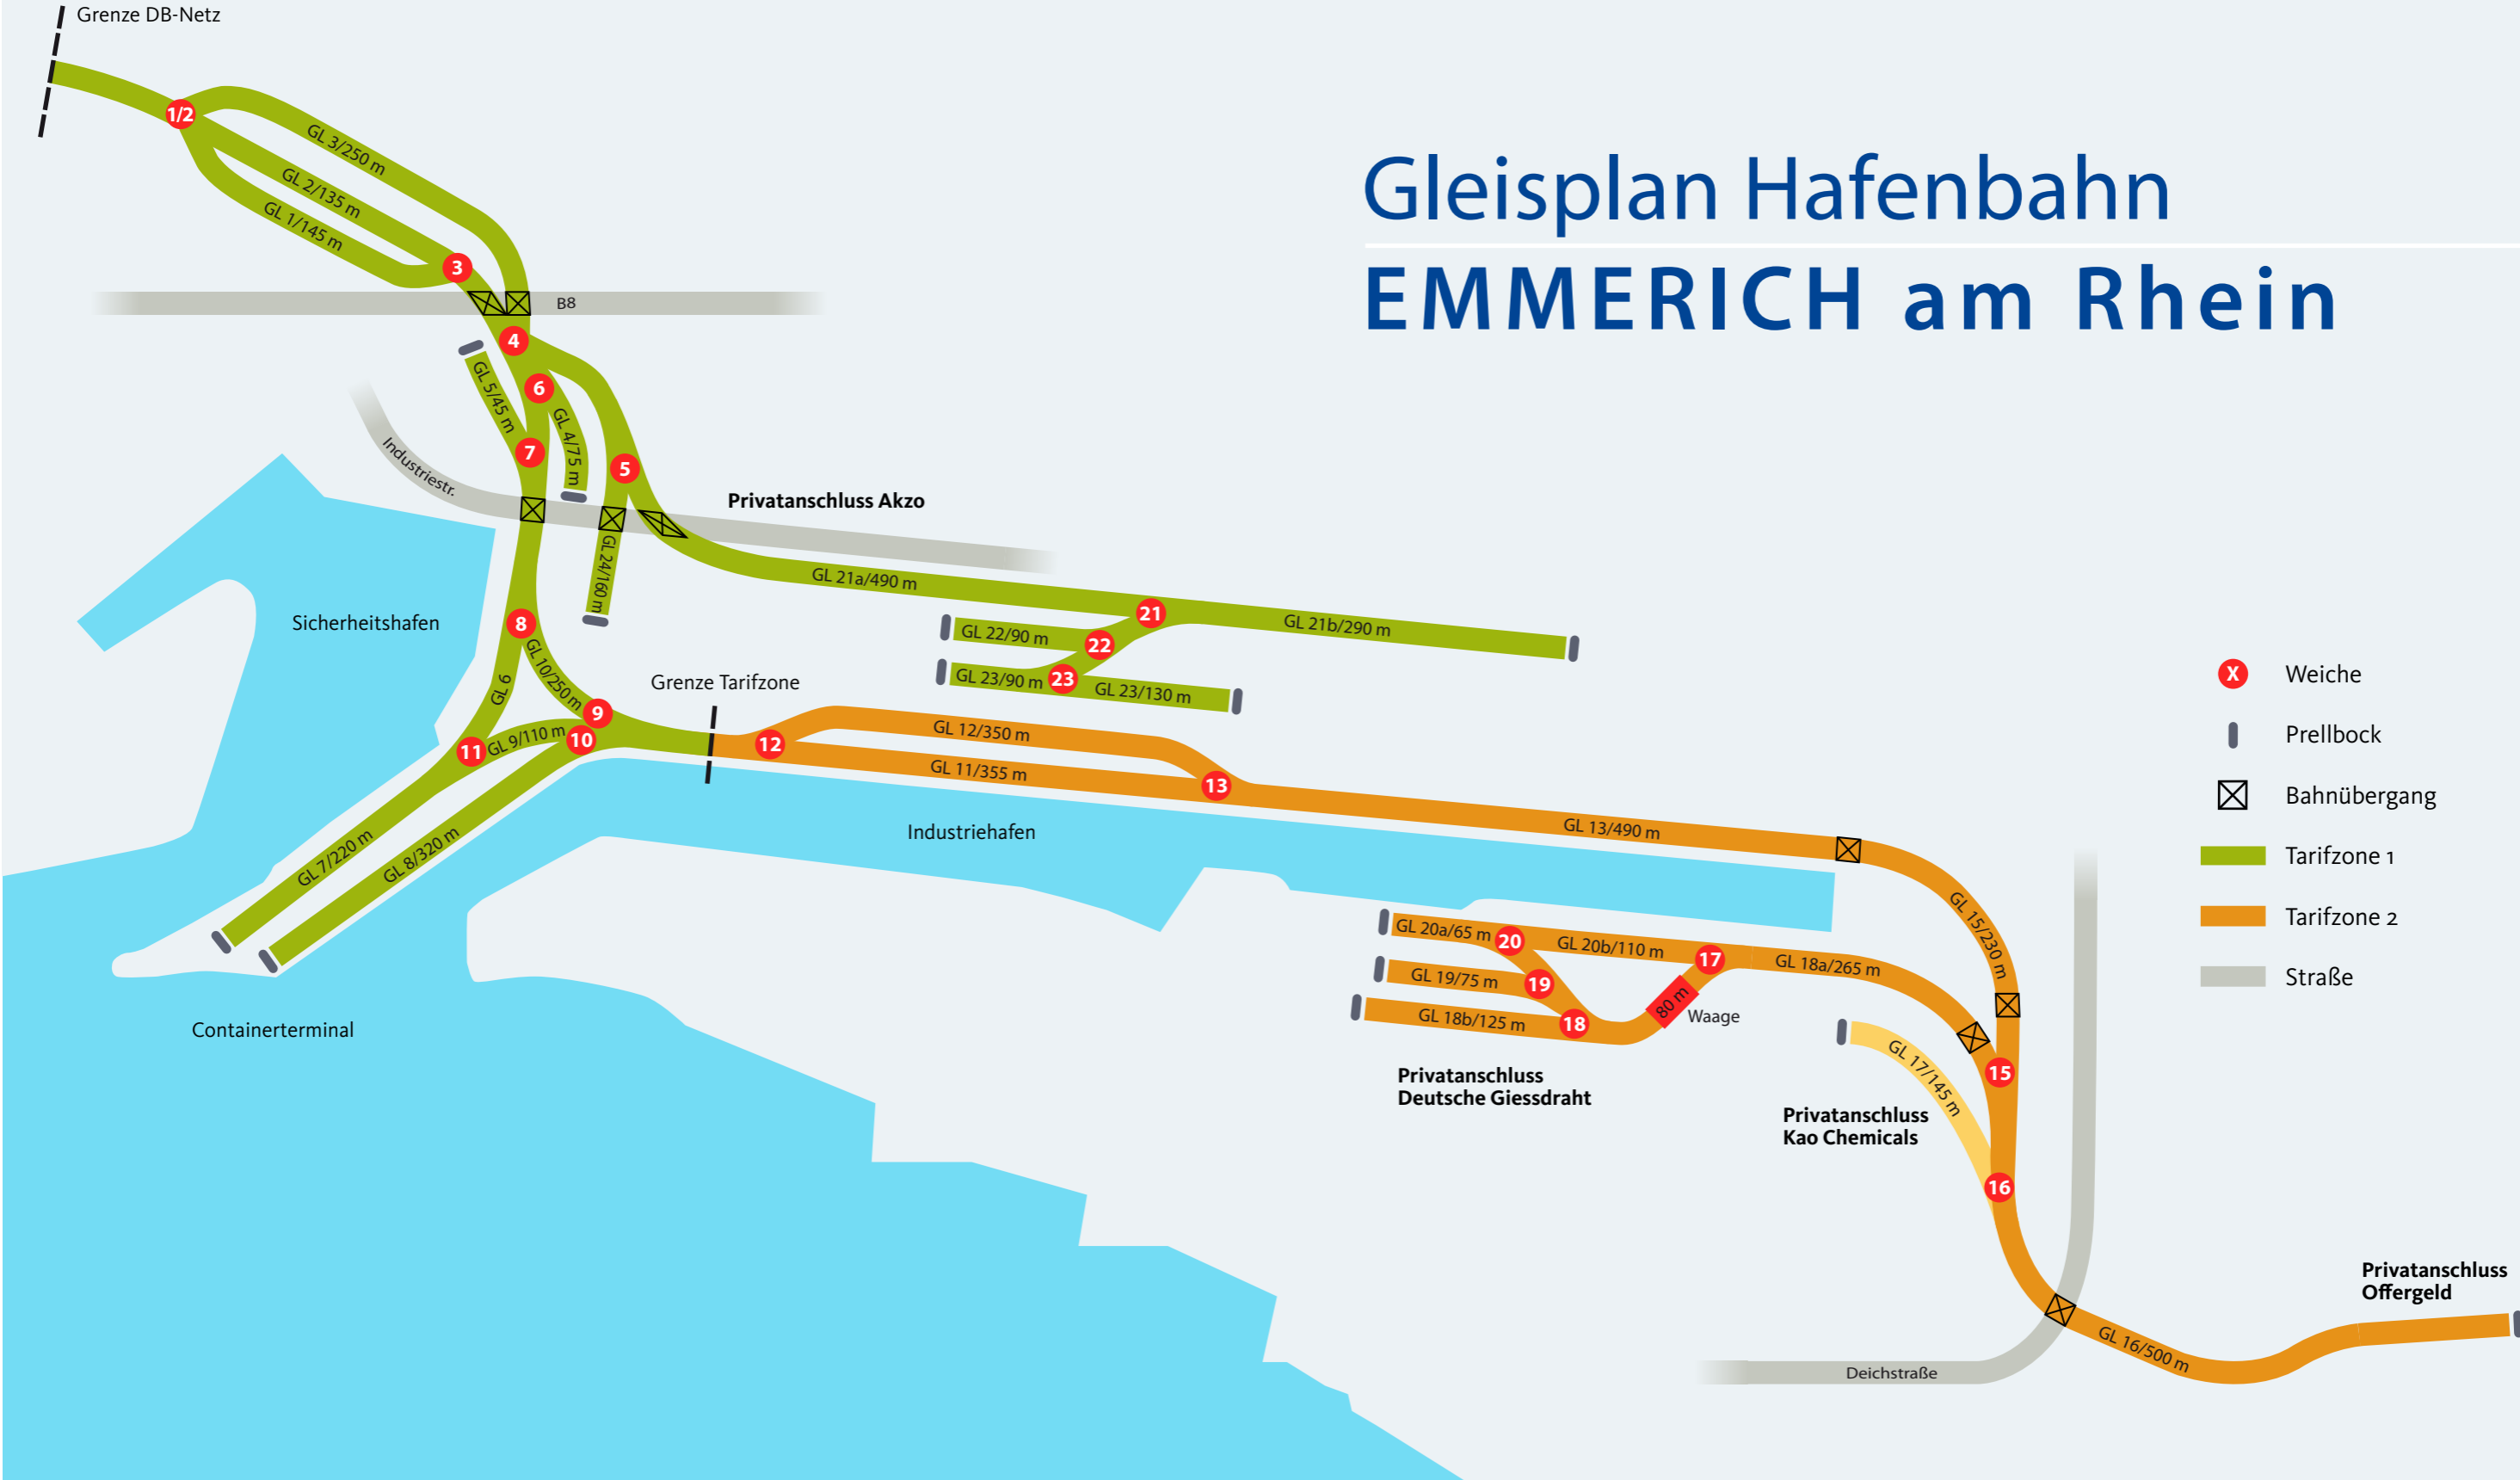 Grenze DB-Netz
1/2
GL 3/250 m
GL 2/135 m
GL 1/145 m
3
B8
4
Gleisplan Hafenbahn
EMMERICH am Rhein
GL 5/45 m
6
GL 4/75 m
7
5
Industriestr.
Privatanschluss Akzo
GL 24/160 m
GL 21a/490 m
21
GL 21b/290 m
GL 22/90 m
22
GL 23/90 m
23
GL 23/130 m
Sicherheitshafen
8
GL 10/250 m
GL 6
Grenze Tarifzone
9
10
11
GL 9/110 m
12
GL 12/350 m
GL 11/355 m
13
GL 13/490 m
Industriehafen
GL 7/220 m
GL 8/320 m
Containerterminal
X
Weiche
Prellbock
Bahnübergang
Tarifzone 1
Tarifzone 2
Straße
GL 15/230 m
GL 20a/65 m
20
GL 20b/110 m
17
GL 18a/265 m
GL 19/75 m
19
80 m
Waage
GL 18b/125 m
18
GL 17/145 m
15
Privatanschluss
Deutsche Giessdraht
Privatanschluss
Kao Chemicals
16
Privatanschluss
Offergeld
GL 16/500 m
Deichstraße